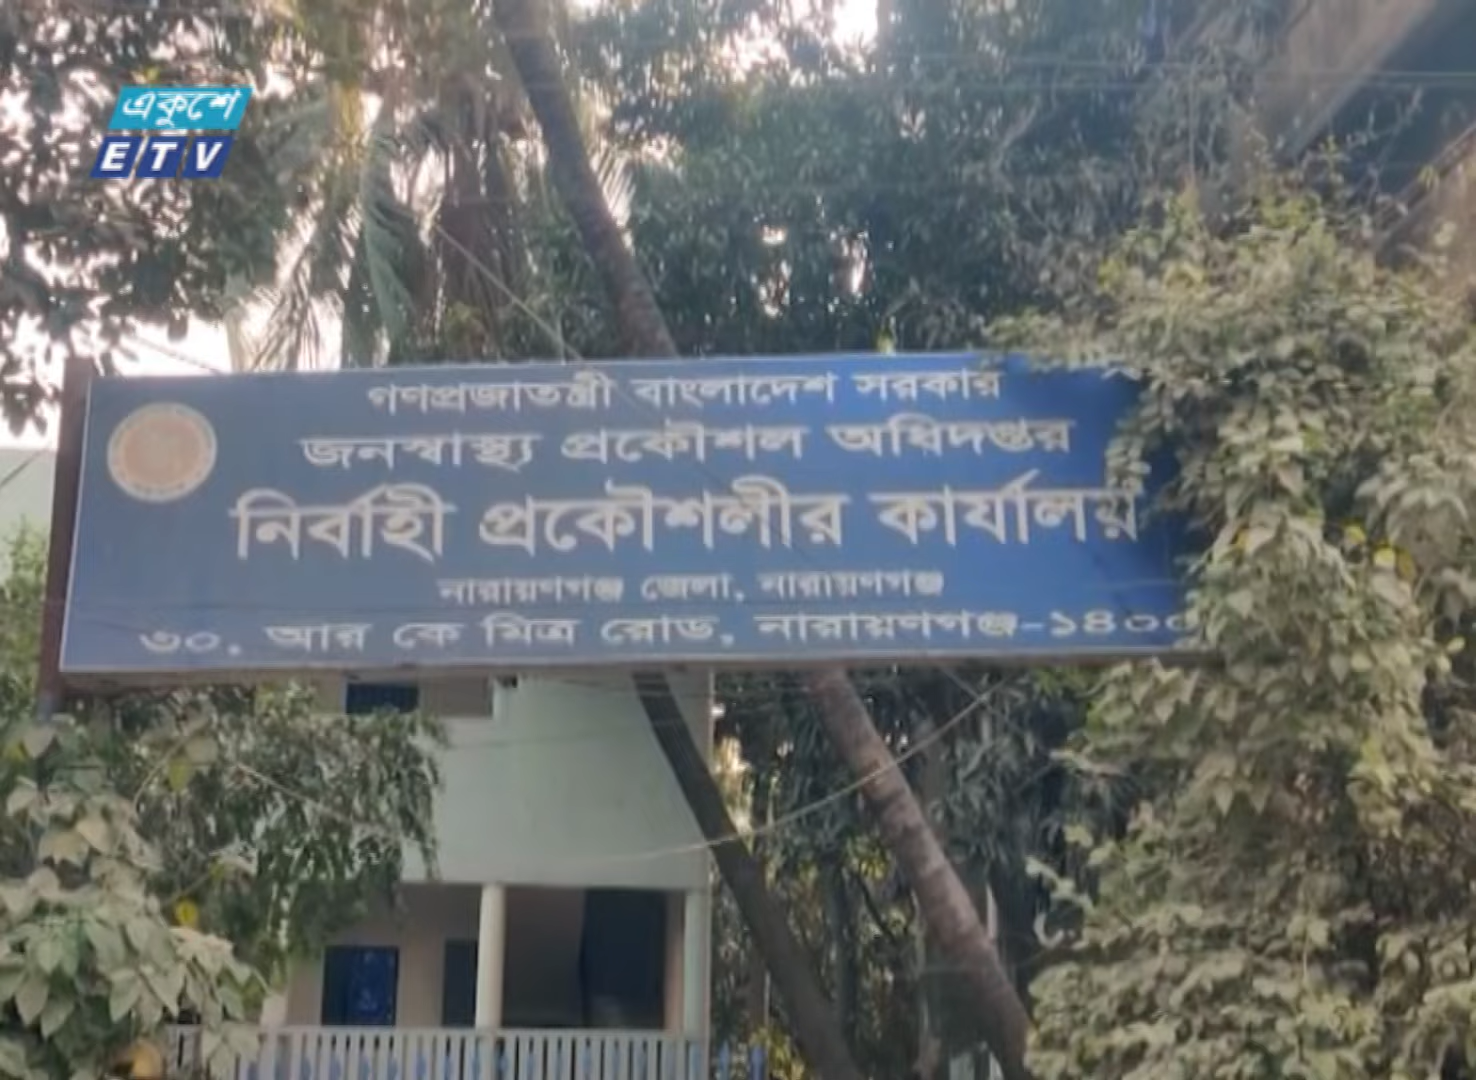 একুশে
ETV
গণপ্রজাতন্ত্রী বাংলাদেশ সরকার
জনস্বাস্থ্য প্রকৌশল অধিদপ্তর
নির্বাহী প্রকৌশলীর কার্যালয়
নারায়ণগঞ্জ জেলা, নারায়ণগঞ্জ
৩০, আর কে মিত্র রোড, নারায়ণগঞ্জ-১৪০০